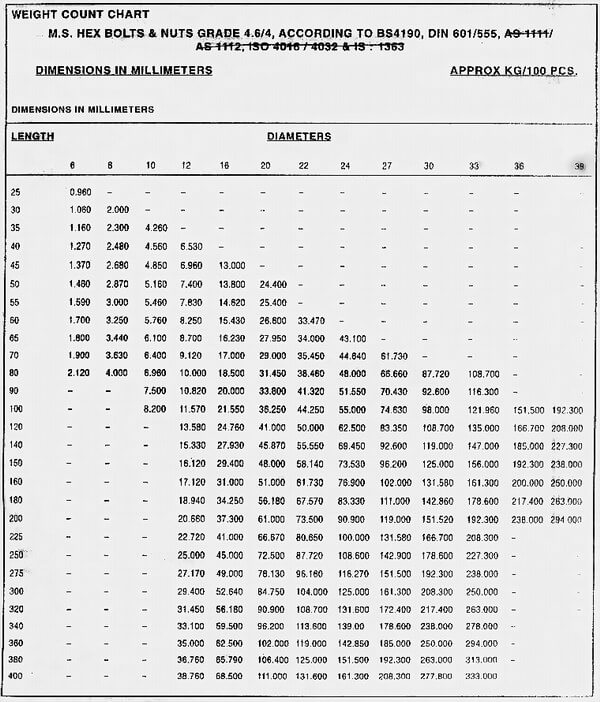 WEIGHT COUNT CHART
M.S. HEX BOLTS & NUTS GRADE 4.6/4, ACCORDING TO BS4190, DIN 601/555, AS 1111/
AS 1112, ISO 4016 / 4032 & IS : 1363
DIMENSIONS IN MILLIMETERS APPROX KG/100 PCS.
DIMENSIONS IN MILLIMETERS
LENGTH DIAMETERS
6 8 10 12 16 20 22 24 27 30 33 36 39
25 0.960 – – – – – – – – – – – -
30 1.060 2.000 – – – – – – – – – – -
35 1.160 2.300 4.260 – – – – – – – – – -
40 1.270 2.480 4.560 6.530 – – – – – – – – -
45 1.370 2.680 4.850 6.960 13.000 – – – – – – – -
50 1.480 2.870 5.160 7.400 13.800 24.400 – – – – – – -
55 1.590 3.000 5.460 7.830 14.620 25.400 – – – – – – -
60 1.700 3.250 5.760 8.250 15.430 26.800 33.470 – – – – – -
65 1.800 3.440 6.100 8.700 16.230 27.950 34.000 43.100 – – – – -
70 1.900 3.630 6.400 9.120 17.000 29.000 35.450 44.640 61.730 – – – -
80 2.120 4.000 6.960 10.000 18.500 31.450 38.460 48.000 66.660 87.720 108.700 – -
90 – – 7.500 10.820 20.000 33.800 41.320 51.550 70.430 92.600 116.300 – -
100 – – 8.200 11.570 21.550 36.250 44.250 55.000 74.630 98.000 121.960 151.500 192.300
120 – – – 13.580 24.760 41.000 50.000 62.500 83.350 108.700 135.000 166.700 208.000
140 – – – 15.330 27.930 45.870 55.550 69.450 92.600 119.000 147.000 185.000 227.300
150 – – – 16.120 29.400 48.000 58.140 73.530 96.200 125.000 156.000 192.300 238.000
160 – – – 17.120 31.000 51.000 61.730 76.900 102.000 131.580 161.300 200.000 250.000
180 – – – 18.940 34.250 56.180 67.570 83.330 111.000 142.860 178.600 217.400 263.000
200 – – – 20.660 37.300 61.000 73.500 90.900 119.000 151.520 192.300 238.000 294.000
225 – – – 22.720 41.000 66.670 80.650 100.000 131.580 166.700 208.300 – -
250 – – – 25.000 45.000 72.500 87.720 108.600 142.900 178.600 227.300 – -
275 – – – 27.170 49.000 78.130 96.160 116.270 151.500 192.300 238.000 – -
300 – – – 29.400 52.640 84.750 104.000 125.000 161.300 208.300 250.000 – -
320 – – – 31.450 56.180 90.900 108.700 131.600 172.400 217.400 263.000 – -
340 – – – 33.100 59.500 96.200 113.600 139.00 178.600 238.000 278.000 – -
360 – – – 35.000 62.500 102.000 119.000 142.850 185.000 250.000 294.000 – -
380 – – – 36.760 65.790 106.400 125.000 151.500 192.300 263.000 313.000 – -
400 – – – 38.760 68.500 111.000 131.600 161.300 208.300 277.800 333.000 – -